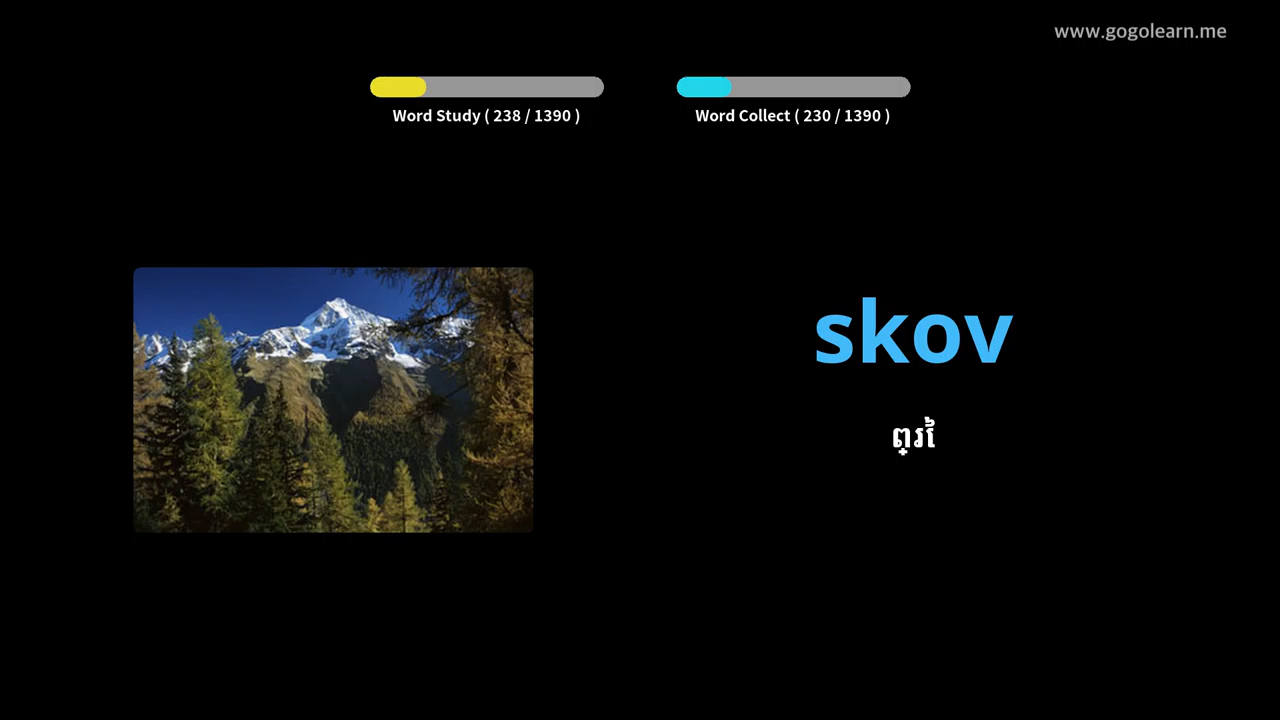 www.gogolearn.me
Word Study ( 238 / 1390 )
Word Collect ( 230 / 1390 )
skov
ព្រៃ